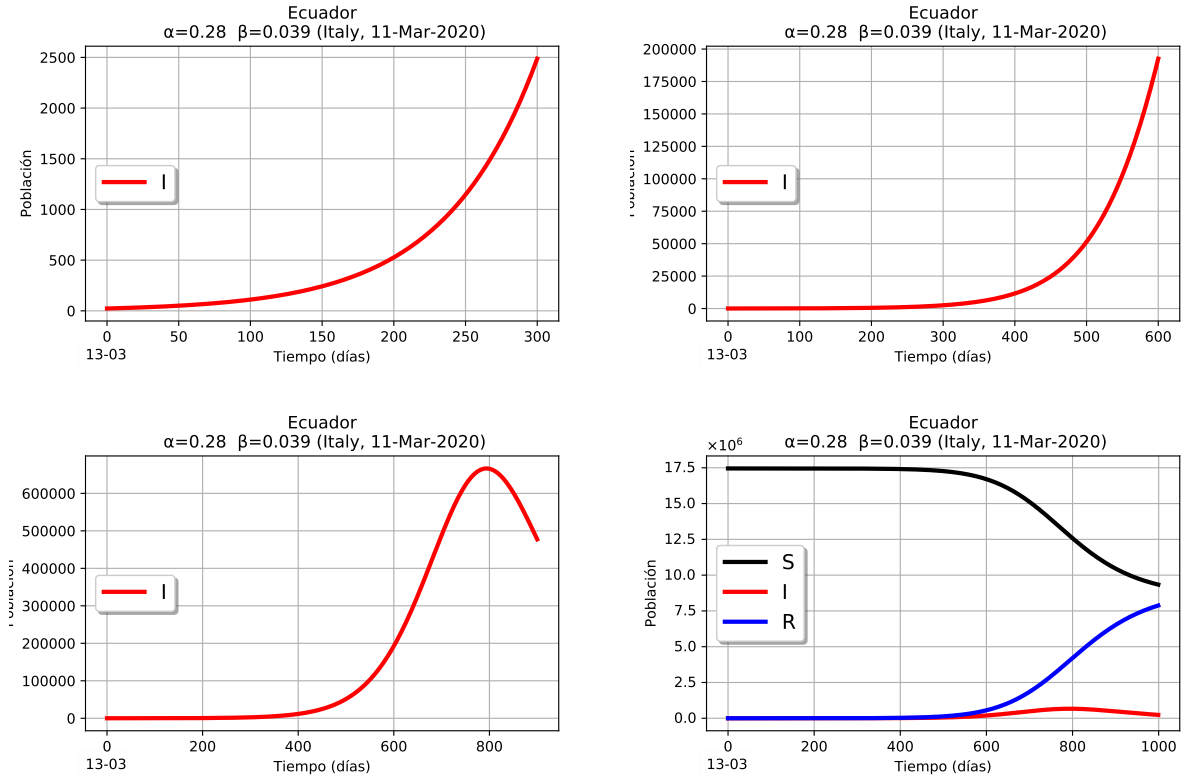 Ecuador
α=0.28 β=0.039 (Italy, 11-Mar-2020)
2500
2000
1500
1000
500
0
Población
I
0 50 100 150 200 250 300
13-03
Tiempo (días)
Ecuador
α=0.28 β=0.039 (Italy, 11-Mar-2020)
200000
175000
150000
125000
100000
75000
50000
25000
0
Población
I
0 100 200 300 400 500 600
13-03
Tiempo (días)
Ecuador
α=0.28 β=0.039 (Italy, 11-Mar-2020)
600000
500000
400000
300000
200000
100000
0
Población
I
0 200 400 600 800
13-03
Tiempo (días)
Ecuador
×10⁶ α=0.28 β=0.039 (Italy, 11-Mar-2020)
17.5
15.0
12.5
10.0
7.5
5.0
2.5
0.0
Población
S
I
R
0 200 400 600 800 1000
13-03
Tiempo (días)